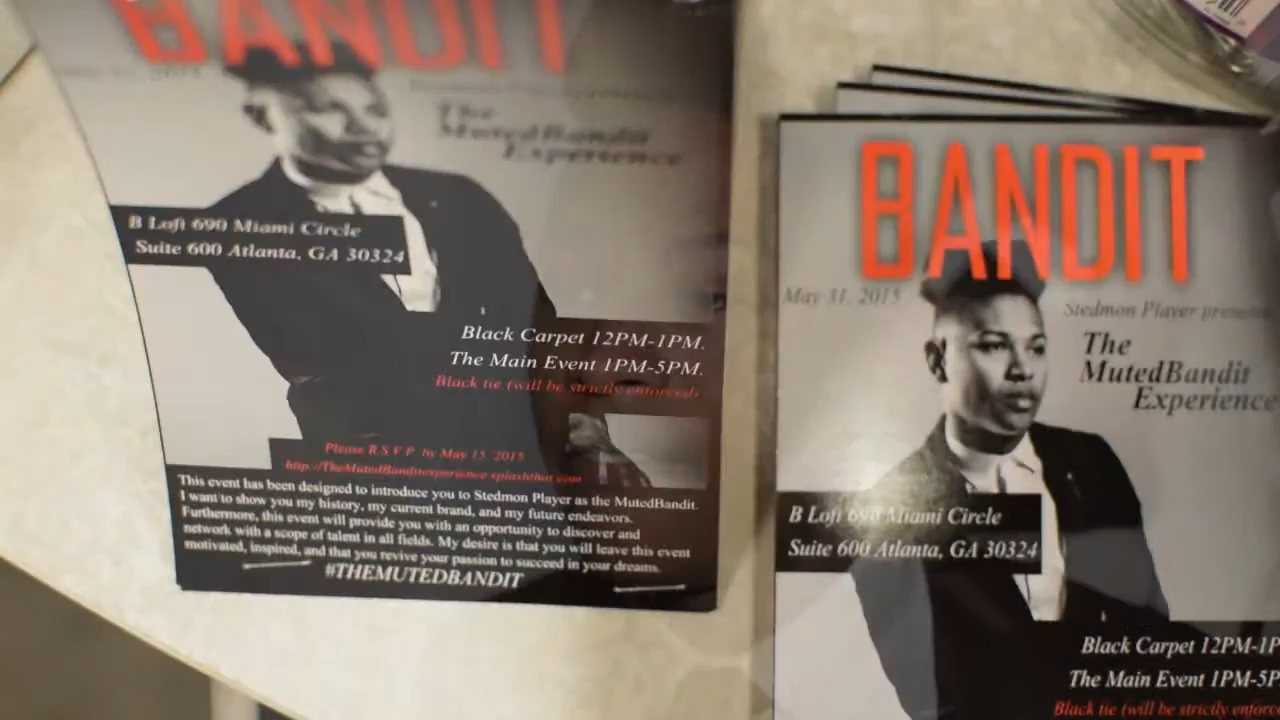 BANDIT
The
MutedBandit
Experience
B Loft 690 Miami Circle
Suite 600 Atlanta, GA 30324
Black Carpet 12PM-1PM.
The Main Event 1PM-5PM.
Black tie (will be strictly enforced)
Please R.S.V.P. by May 15, 2015
http://TheMutedBanditexperience.splashthat.com
This event has been designed to introduce you to Stedmon Player as the MutedBandit.
I want to show you my history, my current brand, and my future endeavors.
Furthermore, this event will provide you with an opportunity to discover and
network with a scope of talent in all fields. My desire is that you will leave this event
motivated, inspired, and that you revive your passion to succeed in your dreams.
#THEMUTEDBANDIT
BANDIT
May 31, 2015
Stedmon Player presents
The
MutedBandit
Experience
B Loft 690 Miami Circle
Suite 600 Atlanta, GA 30324
Black Carpet 12PM-1P
The Main Event 1PM-5P
Black tie (will be strictly enforc